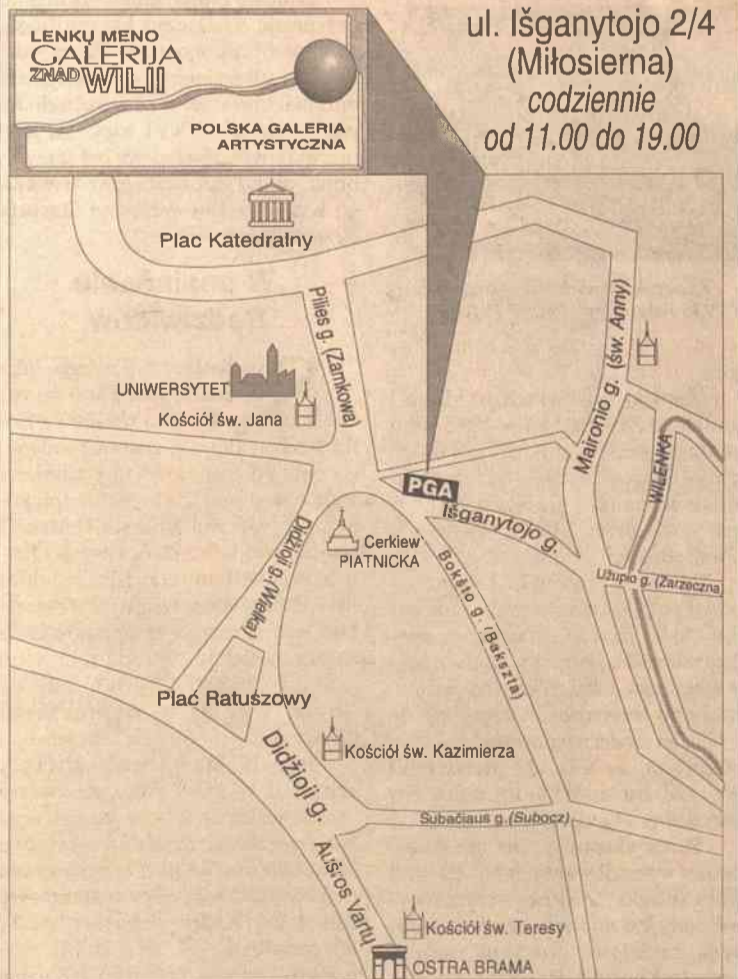 LENKŲ MENO
GALERIJA
ZNAD WILII
POLSKA GALERIA
ARTYSTYCZNA
ul. Išganytojo 2/4
(Miłosierna)
codziennie
od 11.00 do 19.00
Plac Katedralny
Pilies g. (Zamkowa)
UNIWERSYTET
Kościół św. Jana
Maironio g. (św. Anny)
WILENKA
PGA
Išganytojo g.
Cerkiew
PIATNICKA
Didžioji g. (Wielka)
Bokšto g. (Bakszta)
Užupio g. (Zarzeczna)
Plac Ratuszowy
Kościół św. Kazimierza
Didžioji g.
Subačiaus g. (Subocz)
Aušros Vartų
Kościół św. Teresy
OSTRA BRAMA